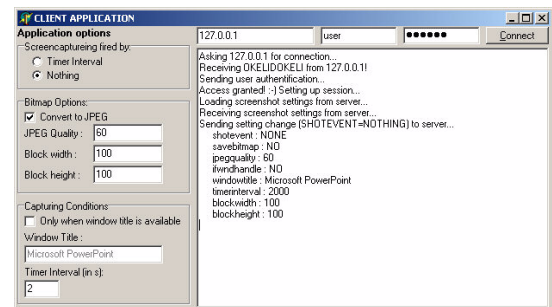 CLIENT APPLICATION
Application options
127.0.0.1
user
●●●●●●
Connect
Screencaptureing fired by:
Timer Interval
Nothing
Bitmap Options:
Convert to JPEG
JPEG Quality :
60
Block width :
100
Block height :
100
Capturing Conditions
Only when window title is available
Window Title :
Microsoft PowerPoint
Timer Interval (in s):
2
Asking 127.0.0.1 for connection...
Receiving OKELIDOKELI from 127.0.0.1!
Sending user authentification...
Access granted! :-) Setting up session...
Loading screenshot settings from server...
Receiving screenshot settings from server...
Sending setting change (SHOTEVENT=NOTHING) to server...
shotevent : NONE
savebitmap : NO
jpegquality : 60
ifwndhandle : NO
windowtitle : Microsoft PowerPoint
timerinterval : 2000
blockwidth : 100
blockheight : 100